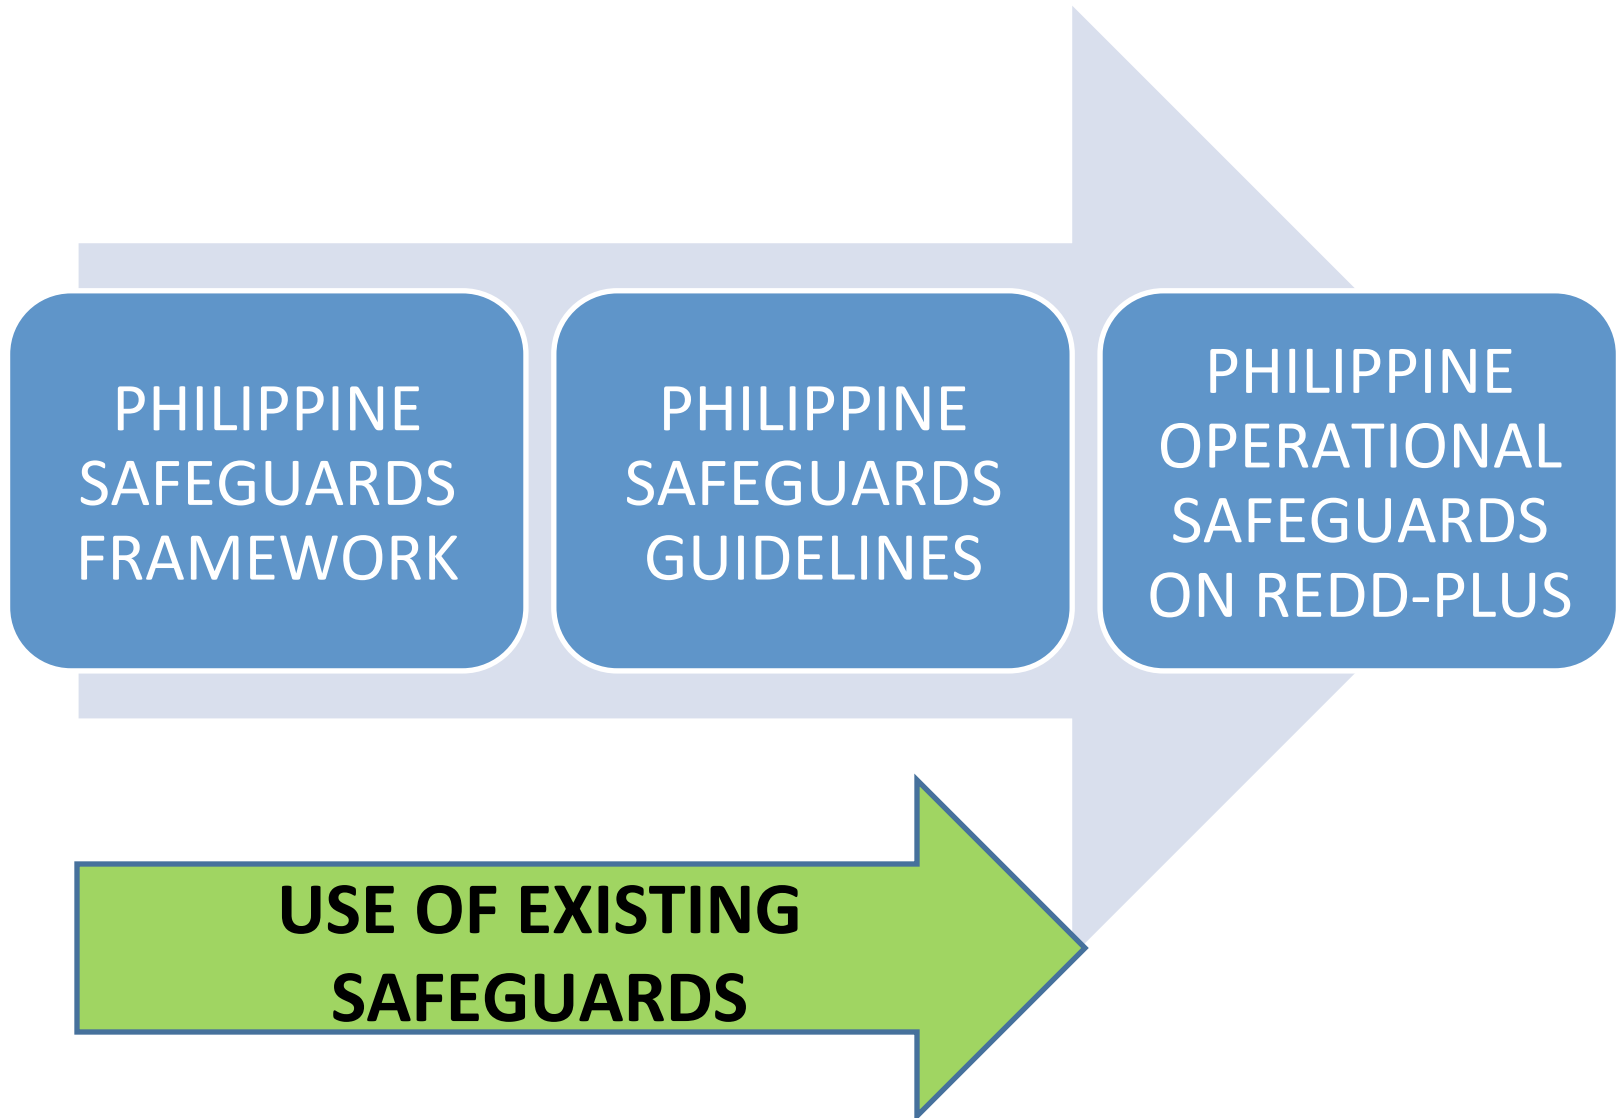 PHILIPPINE
SAFEGUARDS
FRAMEWORK
PHILIPPINE
SAFEGUARDS
GUIDELINES
PHILIPPINE
OPERATIONAL
SAFEGUARDS
ON REDD-PLUS
USE OF EXISTING
SAFEGUARDS